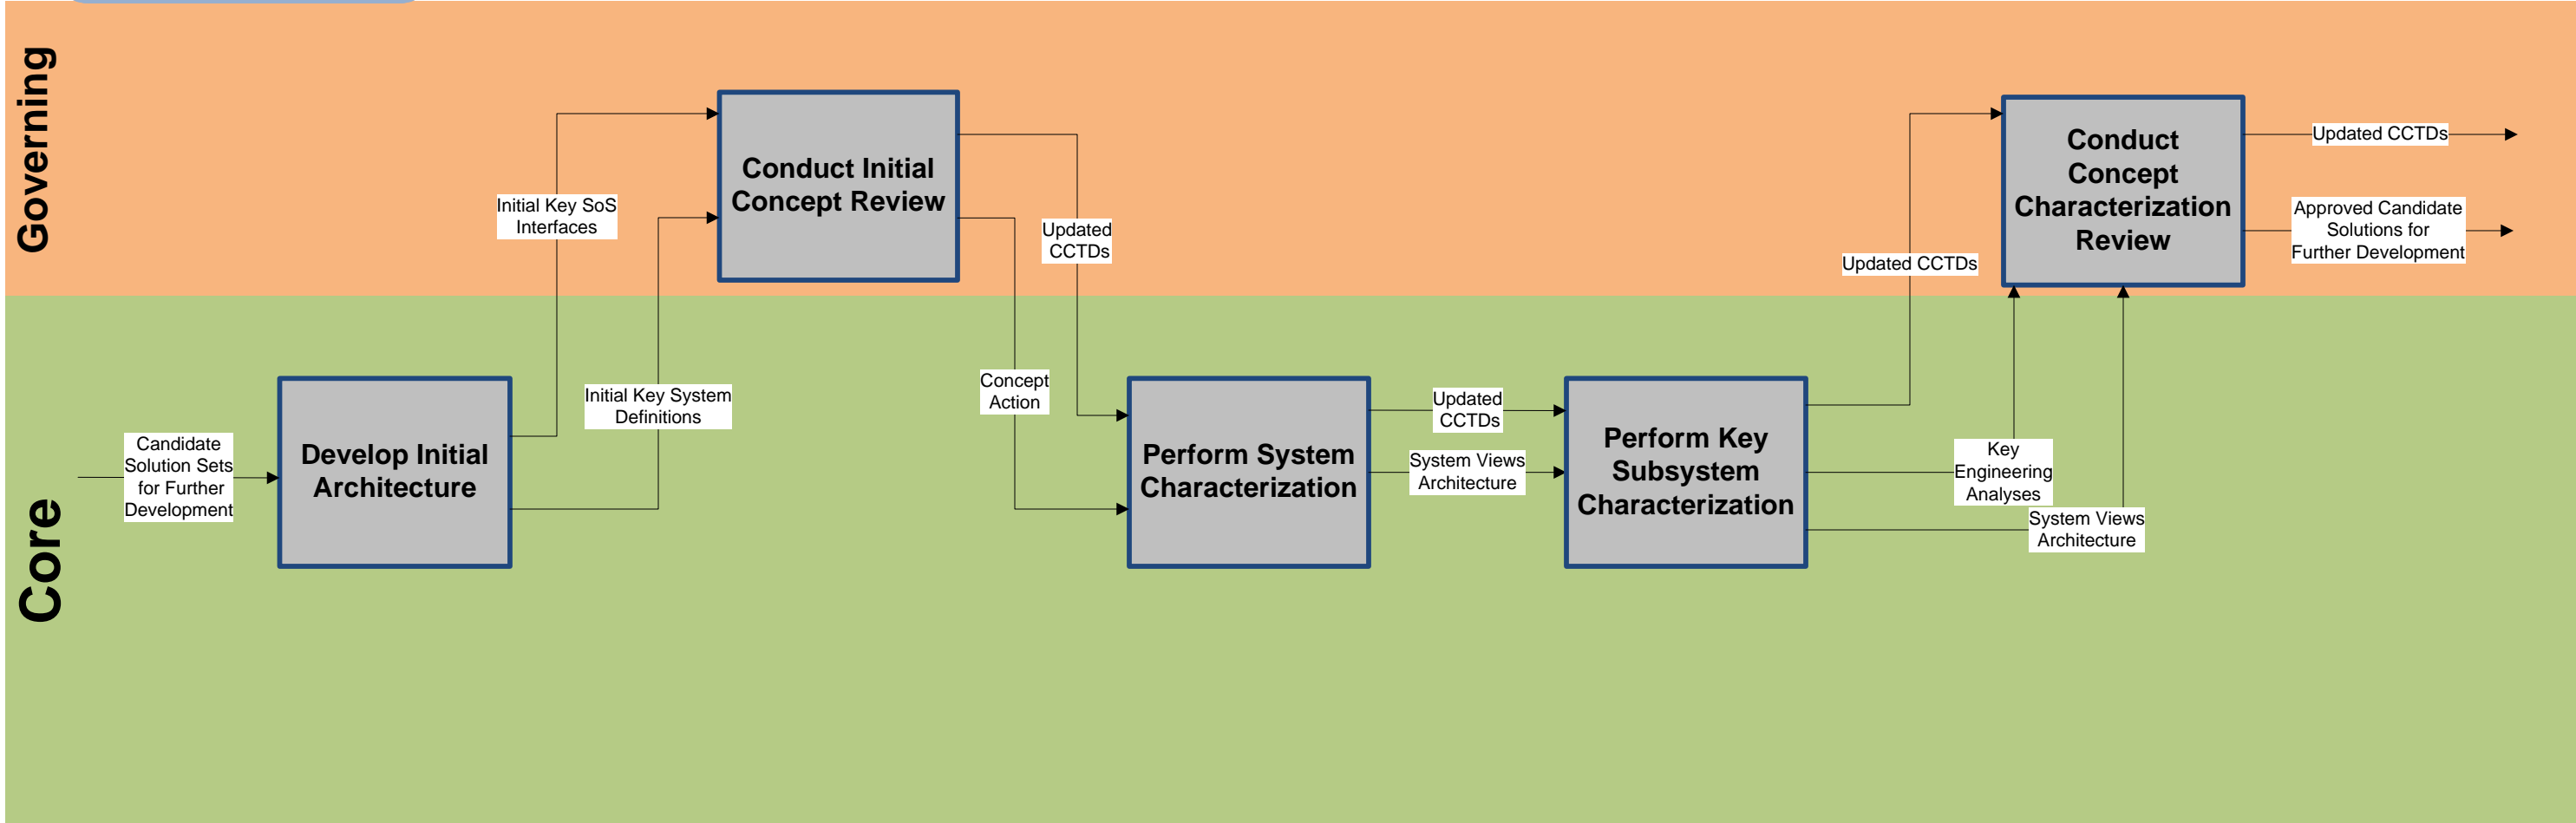 Governing
Conduct Initial
Concept Review
Conduct
Concept
Characterization
Review
Updated CCTDs
Approved Candidate
Solutions for
Further Development
Initial Key SoS
Interfaces
Updated
CCTDs
Updated CCTDs
Core
Candidate
Solution Sets
for Further
Development
Develop Initial
Architecture
Initial Key System
Definitions
Concept
Action
Perform System
Characterization
Updated
CCTDs
System Views
Architecture
Perform Key
Subsystem
Characterization
Key
Engineering
Analyses
System Views
Architecture